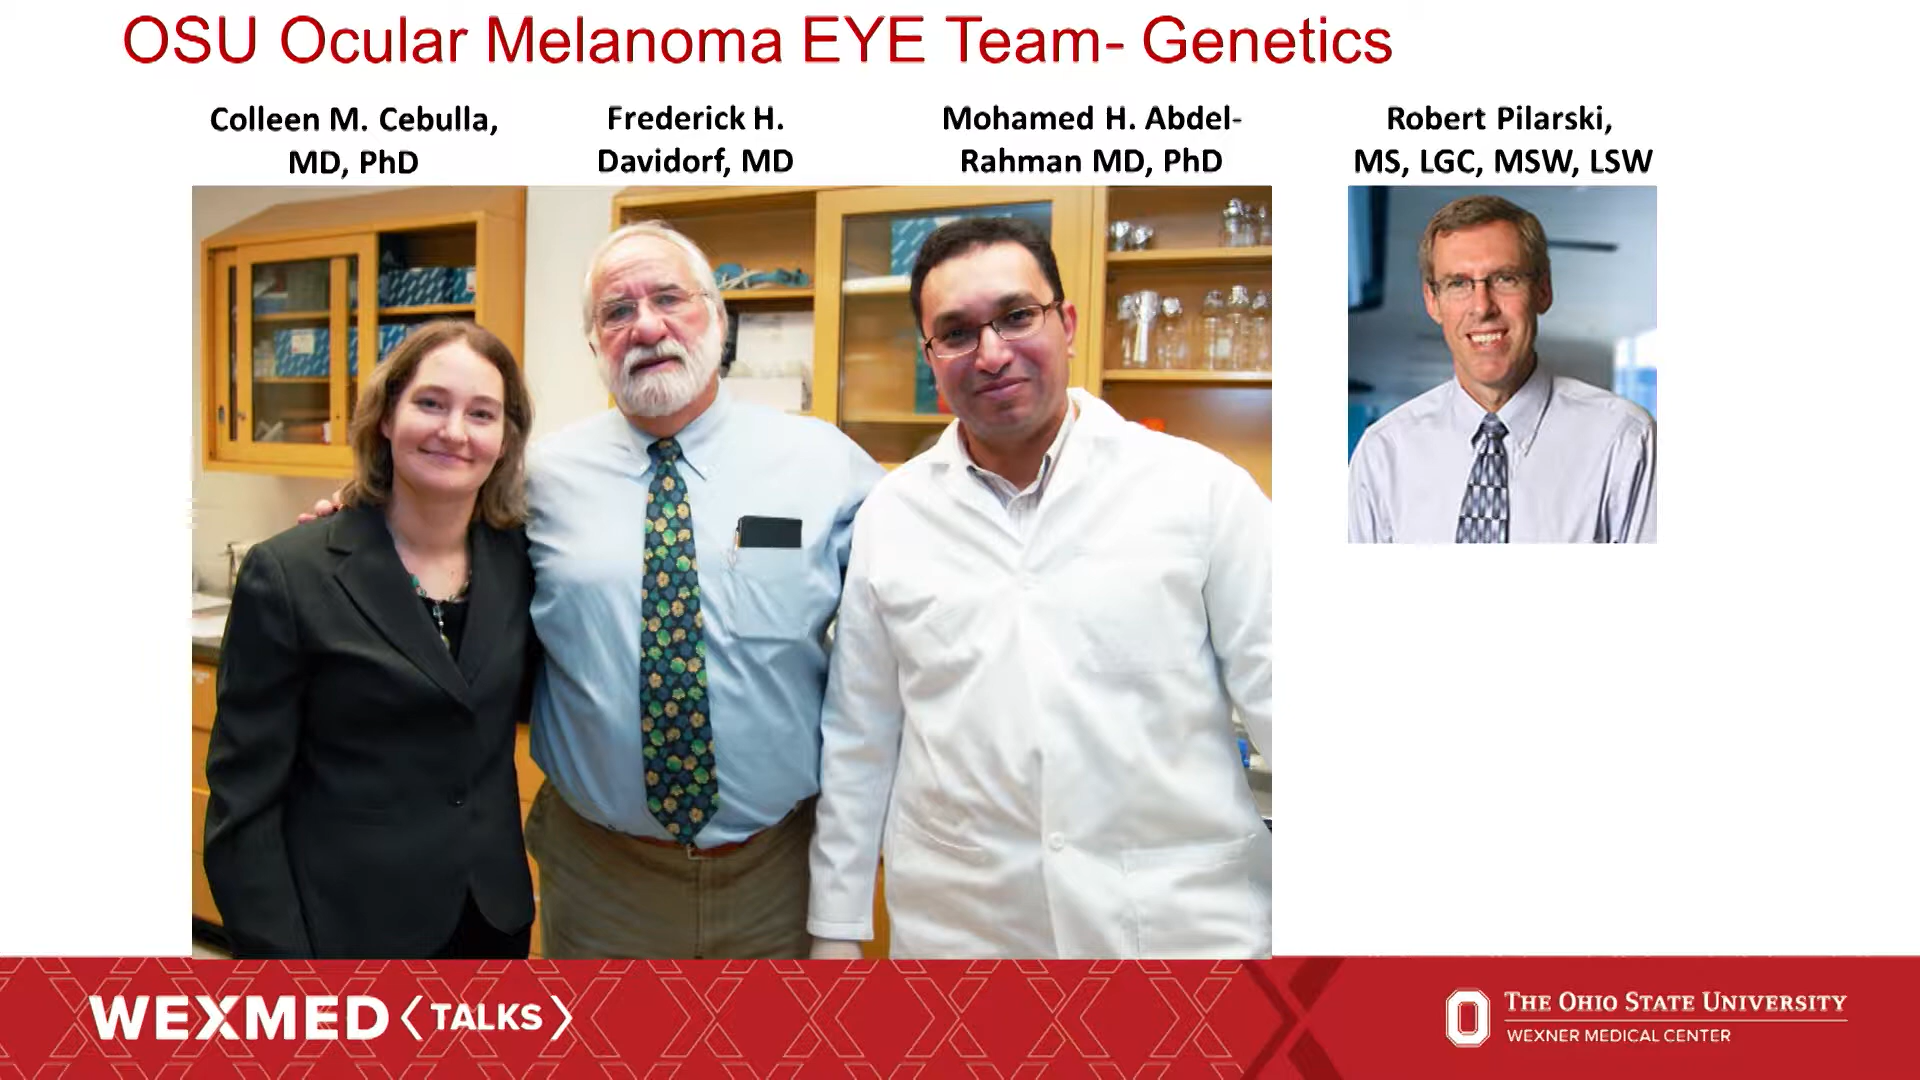 OSU Ocular Melanoma EYE Team- Genetics
Colleen M. Cebulla,
MD, PhD
Frederick H.
Davidorf, MD
Mohamed H. Abdel-
Rahman MD, PhD
Robert Pilarski,
MS, LGC, MSW, LSW
WEXMED <TALKS>
THE OHIO STATE UNIVERSITY
WEXNER MEDICAL CENTER